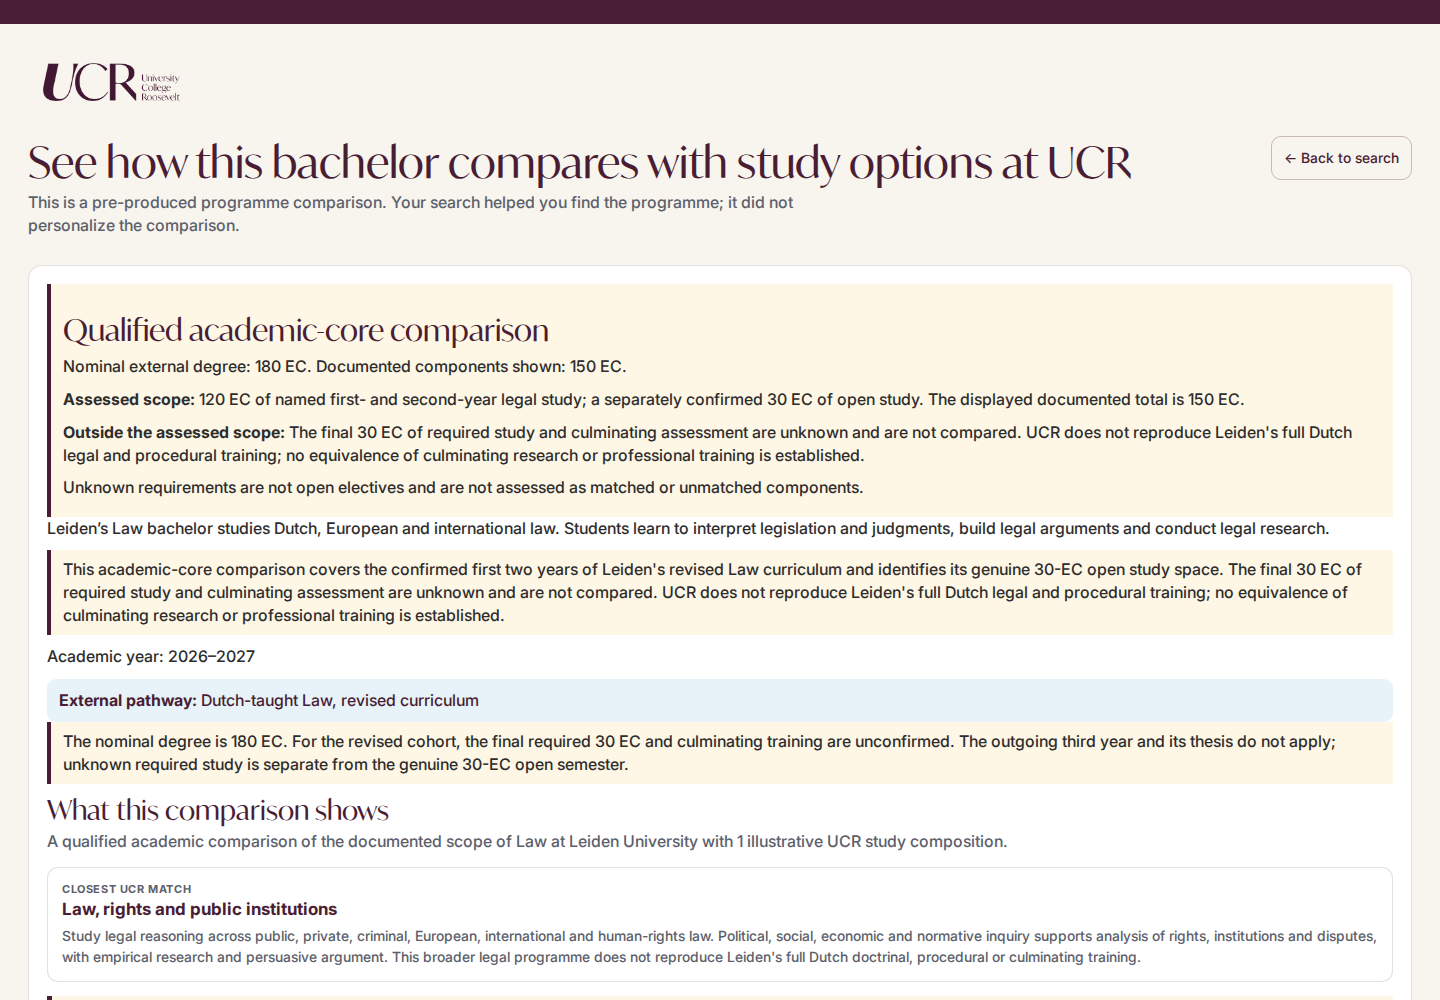 UCR University
College
Roosevelt
See how this bachelor compares with study options at UCR
← Back to search
This is a pre-produced programme comparison. Your search helped you find the programme; it did not
personalize the comparison.
Qualified academic-core comparison
Nominal external degree: 180 EC. Documented components shown: 150 EC.
Assessed scope: 120 EC of named first- and second-year legal study; a separately confirmed 30 EC of open study. The displayed documented total is 150 EC.
Outside the assessed scope: The final 30 EC of required study and culminating assessment are unknown and are not compared. UCR does not reproduce Leiden's full Dutch
legal and procedural training; no equivalence of culminating research or professional training is established.
Unknown requirements are not open electives and are not assessed as matched or unmatched components.
Leiden’s Law bachelor studies Dutch, European and international law. Students learn to interpret legislation and judgments, build legal arguments and conduct legal research.
This academic-core comparison covers the confirmed first two years of Leiden's revised Law curriculum and identifies its genuine 30-EC open study space. The final 30 EC of
required study and culminating assessment are unknown and are not compared. UCR does not reproduce Leiden's full Dutch legal and procedural training; no equivalence of
culminating research or professional training is established.
Academic year: 2026–2027
External pathway: Dutch-taught Law, revised curriculum
The nominal degree is 180 EC. For the revised cohort, the final required 30 EC and culminating training are unconfirmed. The outgoing third year and its thesis do not apply;
unknown required study is separate from the genuine 30-EC open semester.
What this comparison shows
A qualified academic comparison of the documented scope of Law at Leiden University with 1 illustrative UCR study composition.
CLOSEST UCR MATCH
Law, rights and public institutions
Study legal reasoning across public, private, criminal, European, international and human-rights law. Political, social, economic and normative inquiry supports analysis of rights, institutions and disputes,
with empirical research and persuasive argument. This broader legal programme does not reproduce Leiden's full Dutch doctrinal, procedural or culminating training.